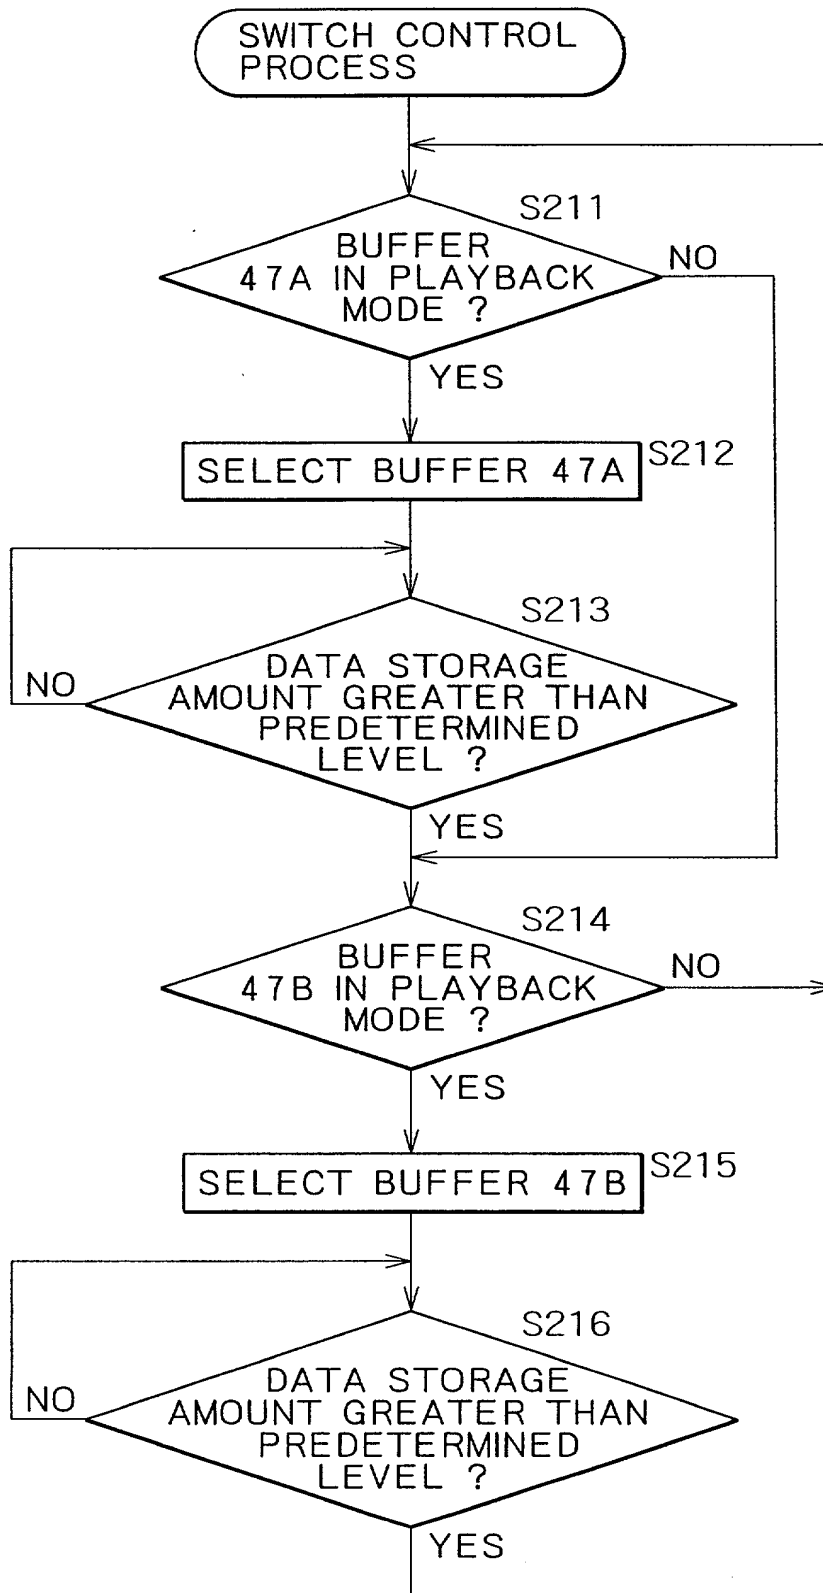 SWITCH CONTROL
PROCESS
S211
BUFFER
47A IN PLAYBACK
MODE ?
NO
YES
SELECT BUFFER 47A
S212
S213
DATA STORAGE
AMOUNT GREATER THAN
PREDETERMINED
LEVEL ?
NO
YES
S214
BUFFER
47B IN PLAYBACK
MODE ?
NO
YES
SELECT BUFFER 47B
S215
S216
DATA STORAGE
AMOUNT GREATER THAN
PREDETERMINED
LEVEL ?
NO
YES